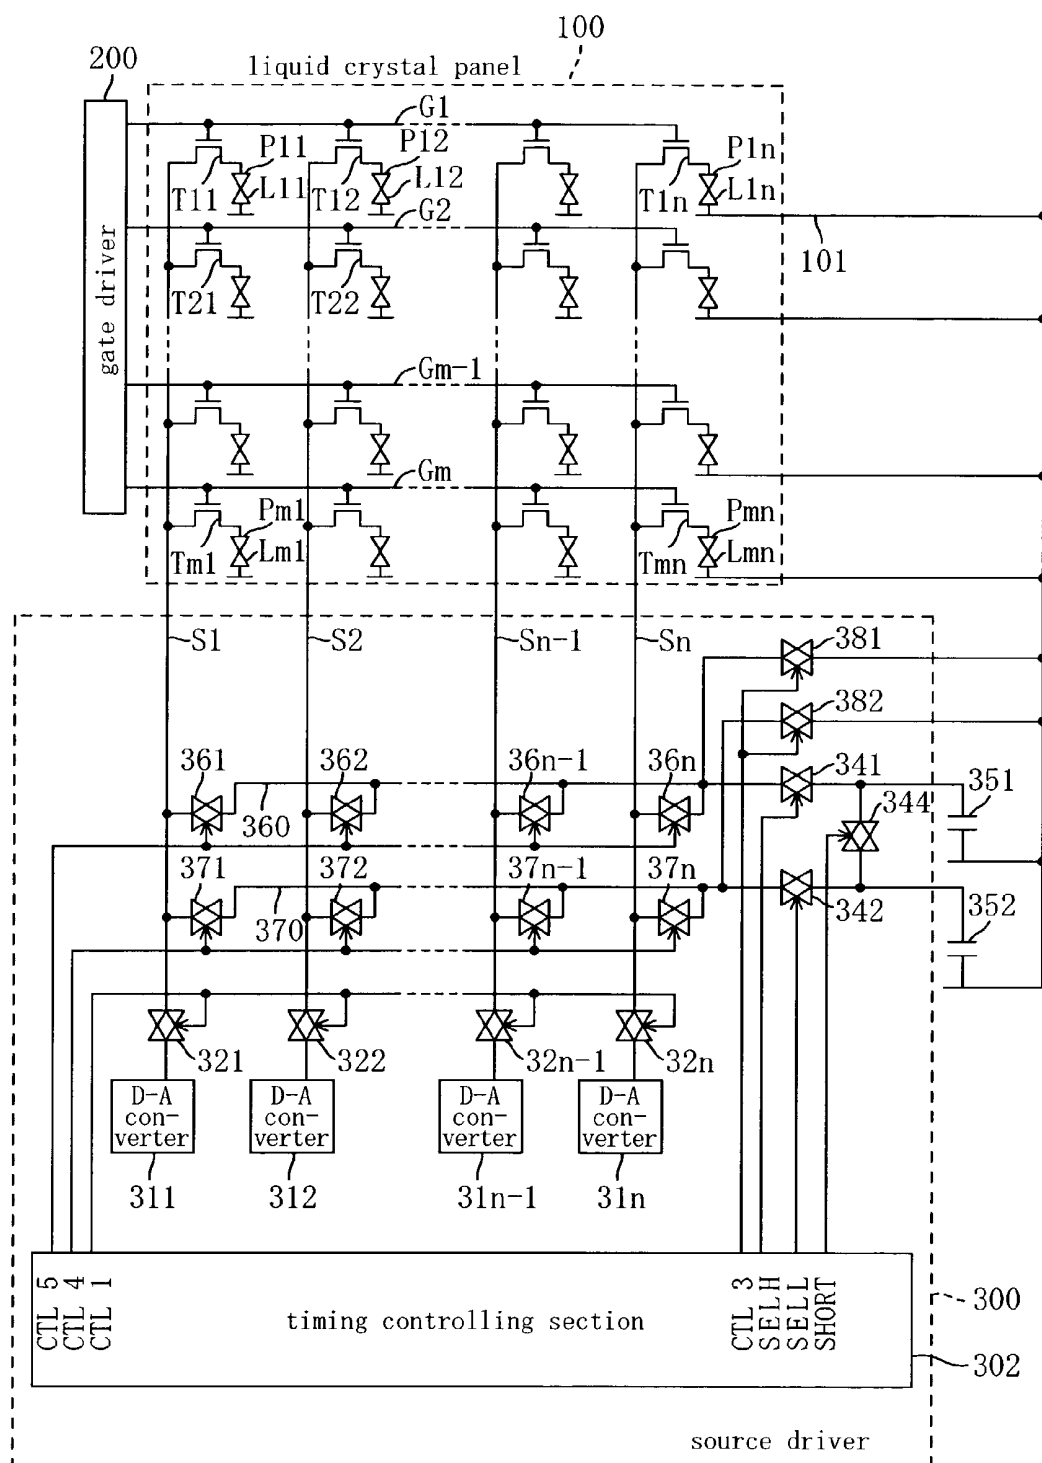 100
200
liquid crystal panel
G1
P11
P12
P1n
L11
L12
L1n
T11
T12
T1n
G2
101
T21
T22
gate driver
Gm-1
Gm
Pm1
Pmn
Tm1
Lm1
Tmn
Lmn
S1
S2
Sn-1
Sn
381
382
361
362
36n-1
36n
341
351
344
360
371
372
37n-1
37n
352
370
342
321
322
32n-1
32n
D-A
con-
verter
D-A
con-
verter
D-A
con-
verter
D-A
con-
verter
311
312
31n-1
31n
CTL 5
CTL 4
CTL 1
timing controlling section
CTL 3
SELH
SELL
SHORT
300
302
source driver